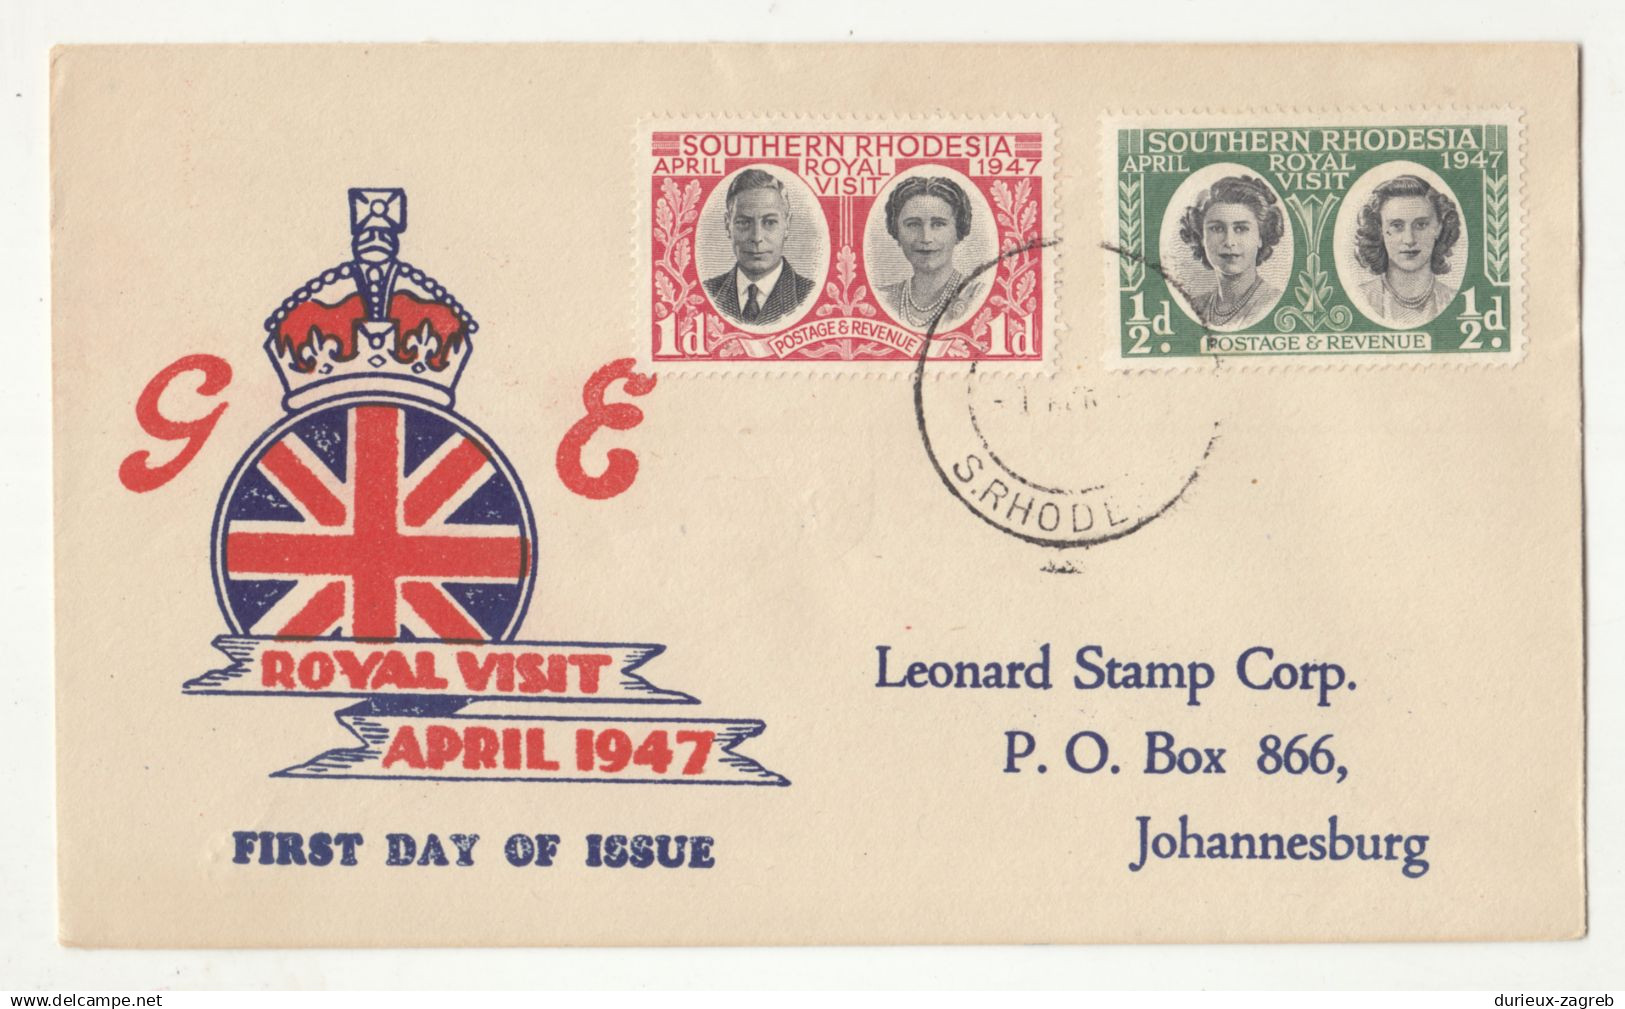 SOUTHERN RHODESIA
APRIL ROYAL 1947
VISIT
1d POSTAGE & REVENUE 1d
SOUTHERN RHODESIA
APRIL ROYAL 1947
VISIT
½d. POSTAGE & REVENUE ½d.
G E
S. RHODE
ROYAL VISIT
APRIL 1947
FIRST DAY OF ISSUE
Leonard Stamp Corp.
P. O. Box 866,
Johannesburg
delcampe.net
durieux-zagreb